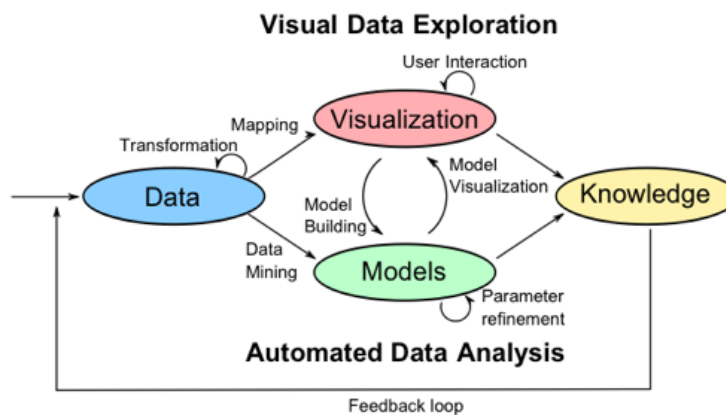 Visual Data Exploration
User Interaction
Visualization
Mapping
Transformation
Data
Model
Building
Model
Visualization
Knowledge
Data
Mining
Models
Parameter
refinement
Automated Data Analysis
Feedback loop